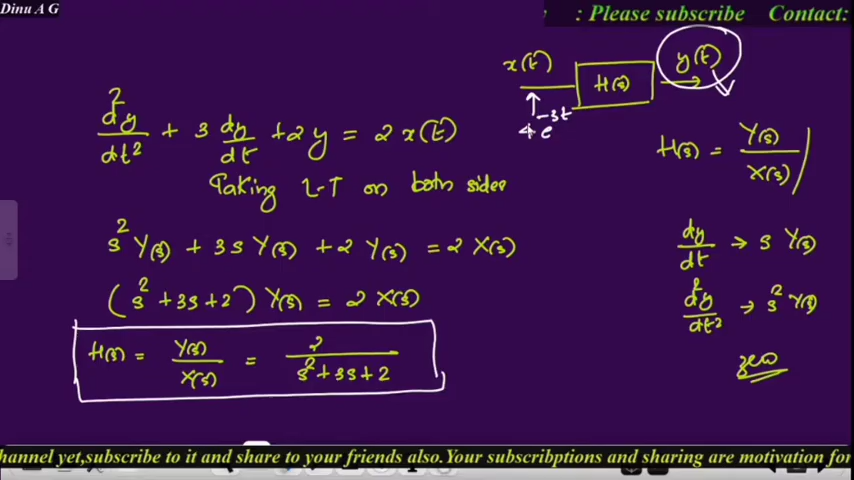 Dinu A G
: Please subscribe Contact:
x(t) H(s) y(t)
4 e^-3t
d²y/dt² + 3 dy/dt + 2y = 2 x(t)
Taking L-T on both sides
s² Y(s) + 3s Y(s) + 2 Y(s) = 2 X(s)
(s² + 3s + 2) Y(s) = 2 X(s)
H(s) = Y(s)/X(s) = 2/(s² + 3s + 2)
H(s) = Y(s)/X(s)
dy/dt → s Y(s)
d²y/dt² → s² Y(s)
zero
hannel yet,subscribe to it and share to your friends also.Your subscribptions and sharing are motivation for